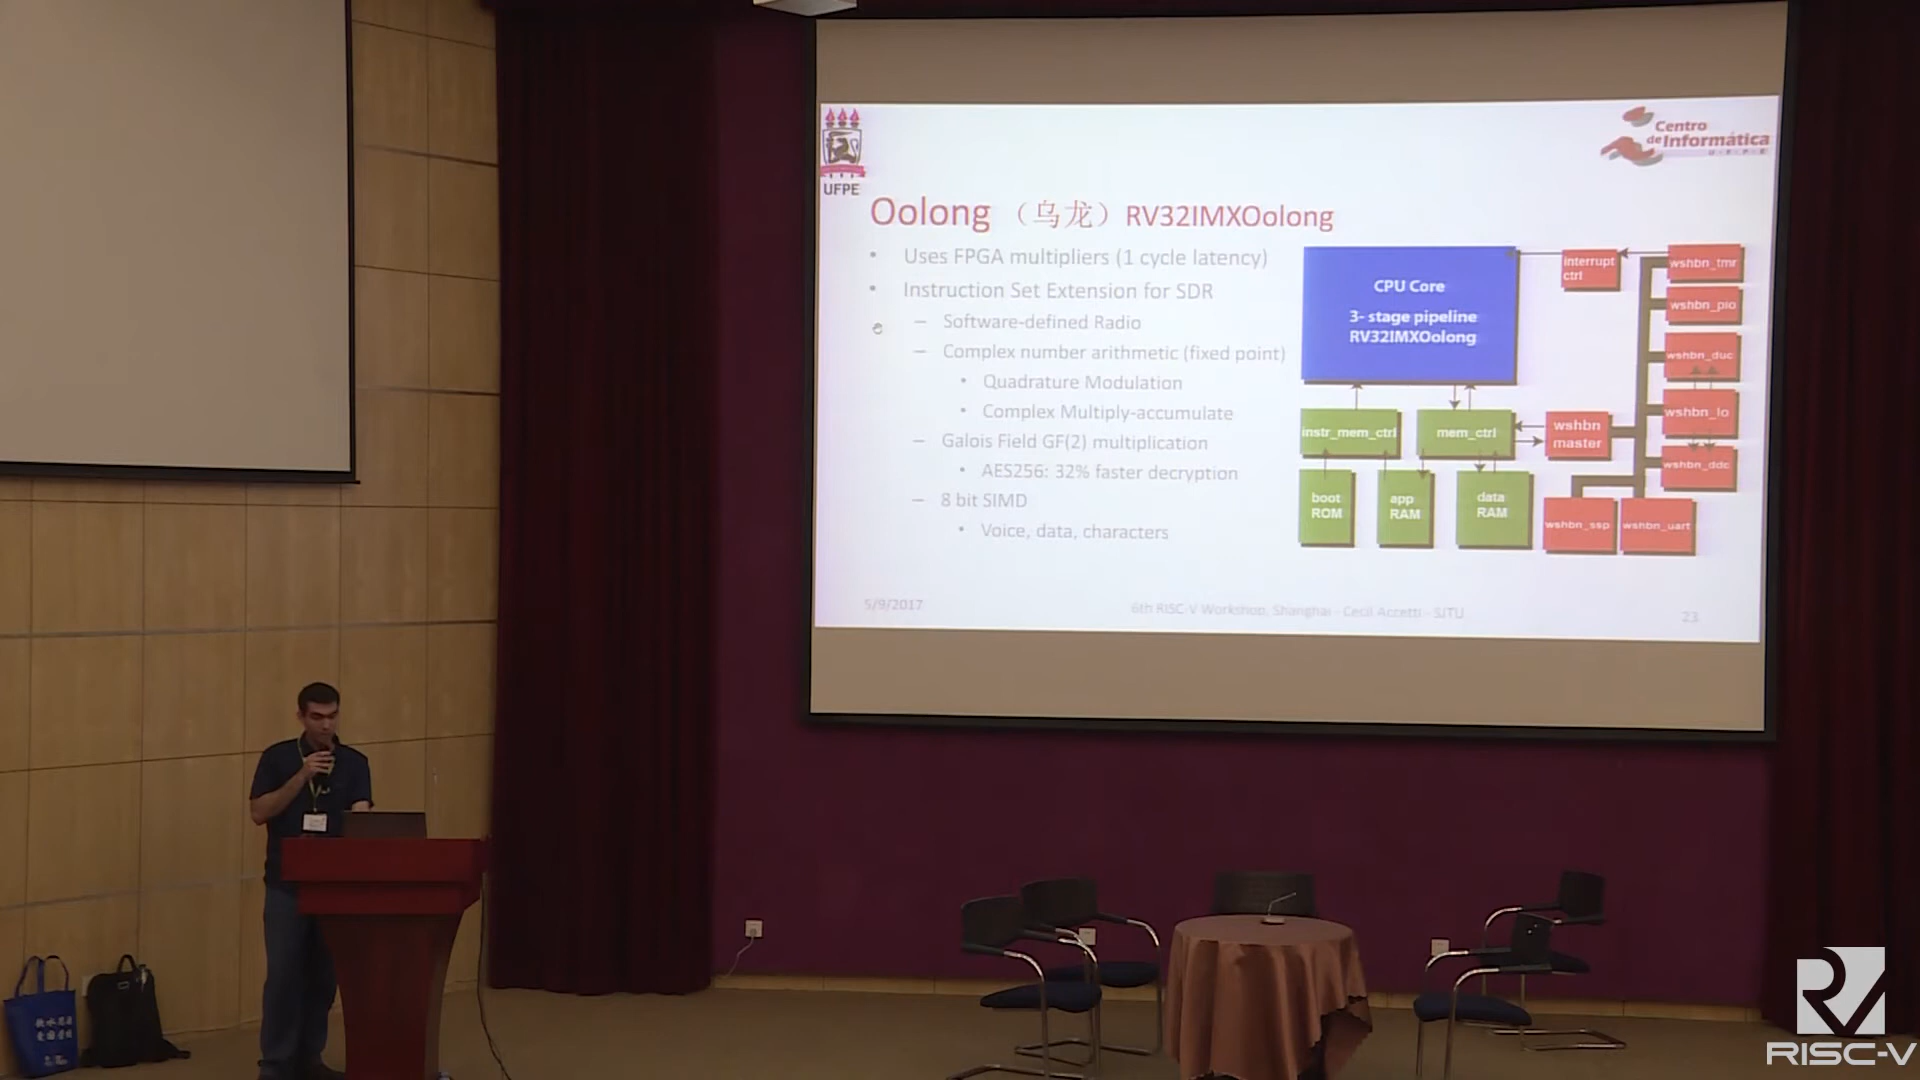 UFPE
Centro
de Informática
U·F·P·E
Oolong （乌龙）RV32IMXOolong
• Uses FPGA multipliers (1 cycle latency)
• Instruction Set Extension for SDR
– Software-defined Radio
– Complex number arithmetic (fixed point)
• Quadrature Modulation
• Complex Multiply-accumulate
– Galois Field GF(2) multiplication
• AES256: 32% faster decryption
– 8 bit SIMD
• Voice, data, characters
CPU Core
3- stage pipeline
RV32IMXOolong
interrupt
ctrl
wshbn_tmr
wshbn_pio
wshbn_duc
wshbn_lo
wshbn_ddc
instr_mem_ctrl
mem_ctrl
wshbn
master
boot
ROM
app
RAM
data
RAM
wshbn_ssp
wshbn_uart
5/9/2017
6th RISC-V Workshop, Shanghai - Cecil Accetti - SJTU
23
RISC-V